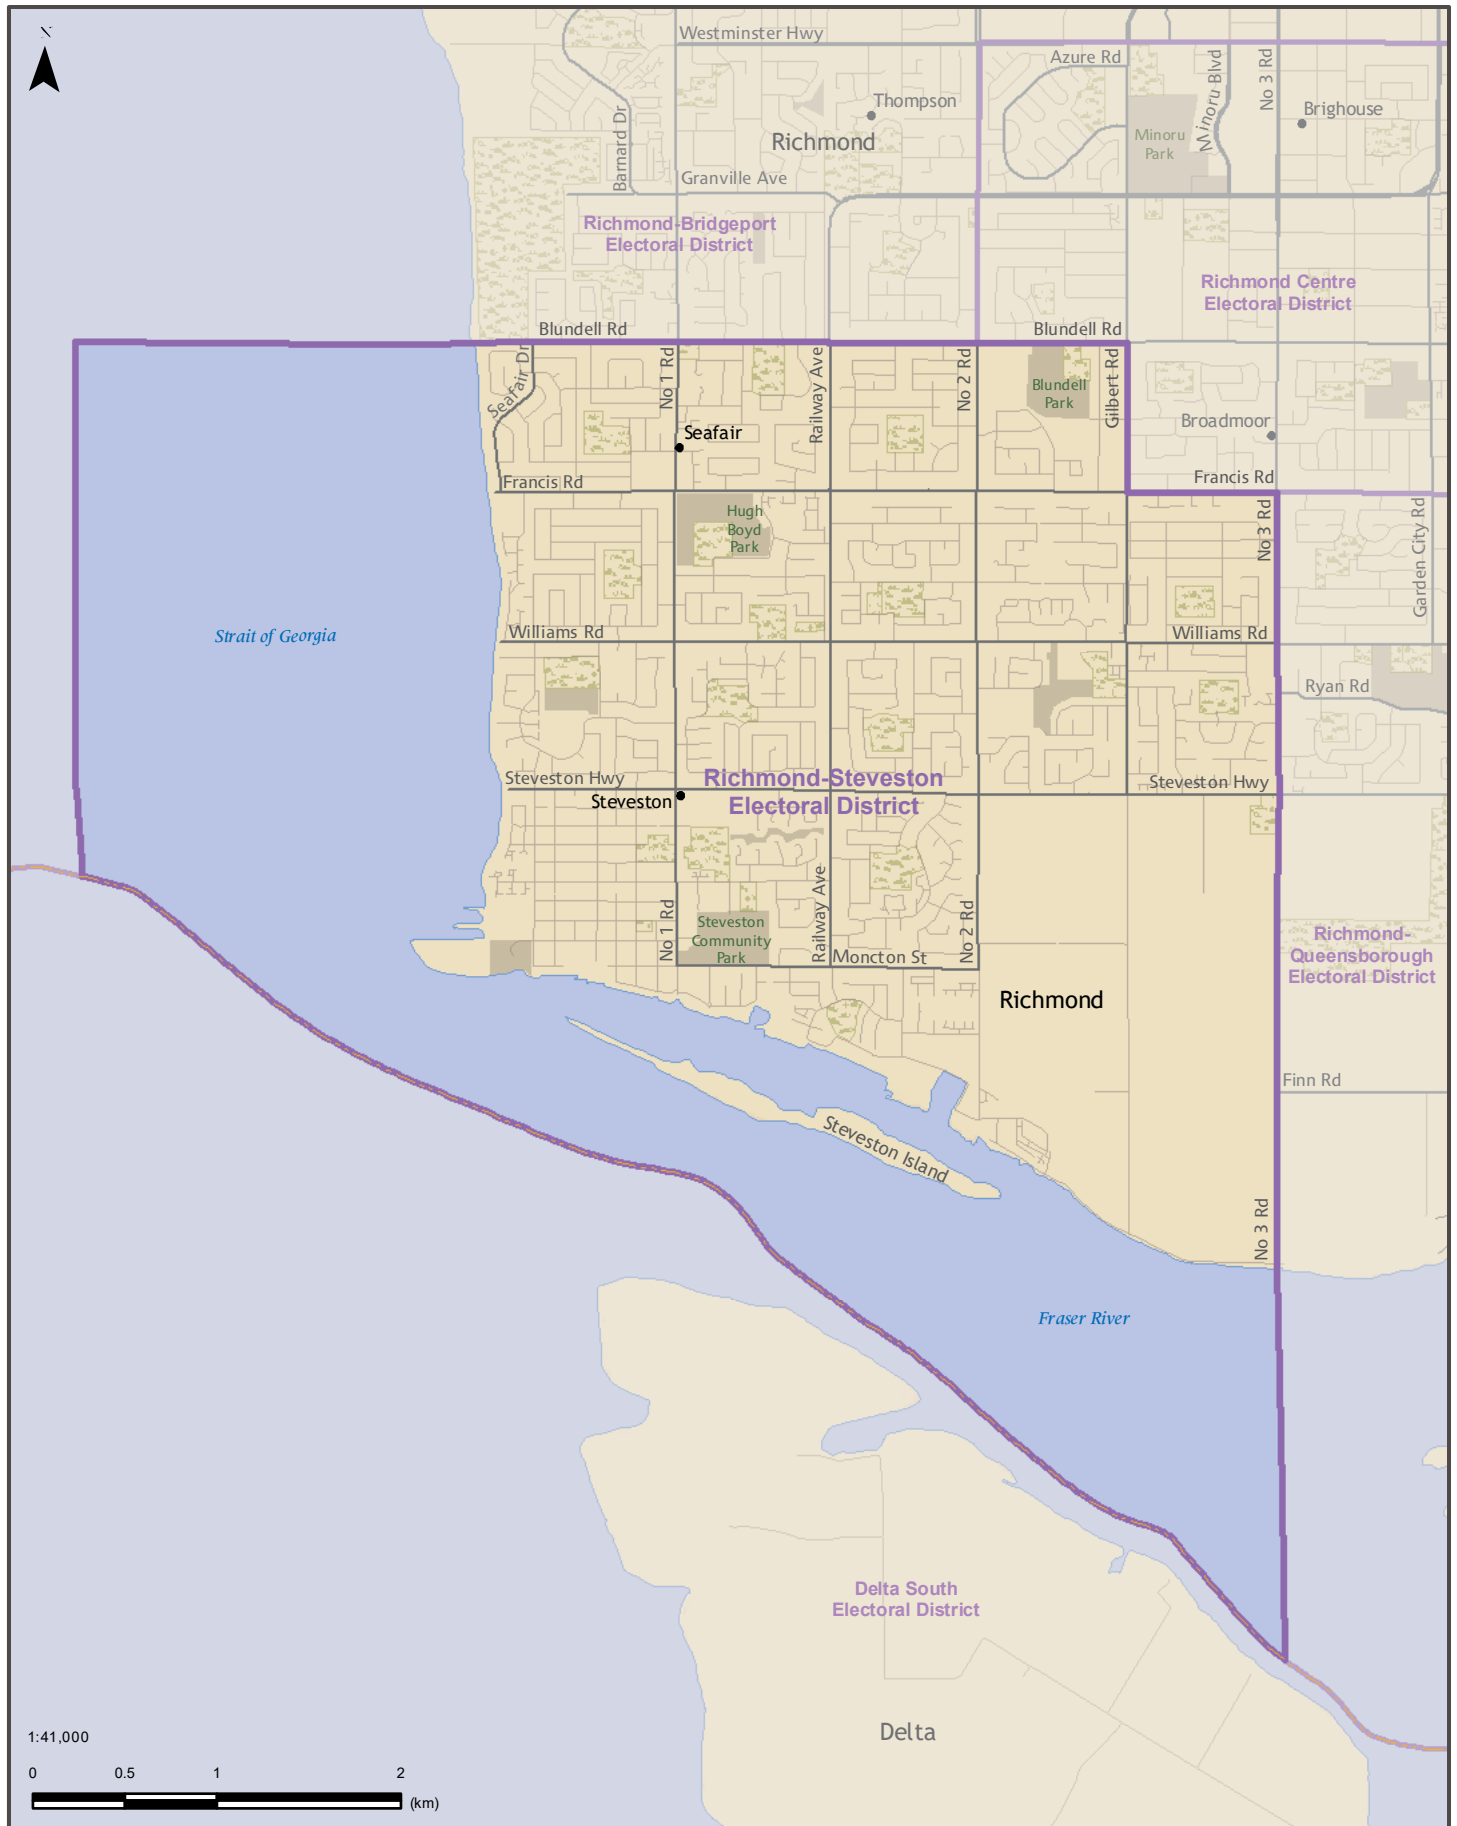 N
Westminster Hwy
Azure Rd
Minoru Blvd
No 3 Rd
Thompson
Brighouse
Barnard Dr
Richmond
Minoru
Park
Granville Ave
Richmond-Bridgeport
Electoral District
Richmond Centre
Electoral District
Blundell Rd
Blundell Rd
Seafair Dr
No 1 Rd
Railway Ave
No 2 Rd
Blundell
Park
Gilbert Rd
Seafair
Broadmoor
Francis Rd
Francis Rd
Hugh
Boyd
Park
No 3 Rd
Garden City Rd
Strait of Georgia
Williams Rd
Williams Rd
Ryan Rd
Steveston Hwy
Richmond-Steveston
Electoral District
Steveston Hwy
Steveston
No 1 Rd
Steveston
Community
Park
Railway Ave
Moncton St
No 2 Rd
Richmond-
Queensborough
Electoral District
Richmond
Finn Rd
Steveston Island
No 3 Rd
Fraser River
Delta South
Electoral District
Delta
1:41,000
0 0.5 1 2
(km)